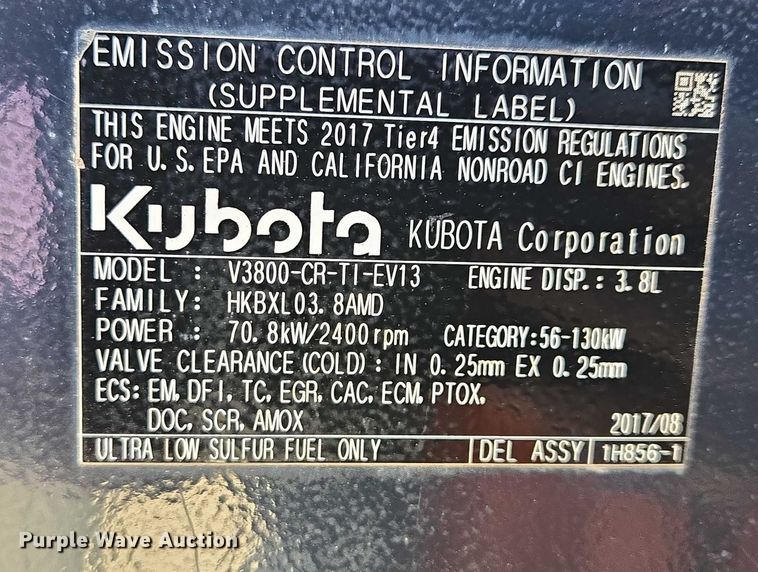 EMISSION CONTROL INFORMATION
(SUPPLEMENTAL LABEL)
THIS ENGINE MEETS 2017 Tier4 EMISSION REGULATIONS
FOR U.S. EPA AND CALIFORNIA NONROAD CI ENGINES.
Kubota KUBOTA Corporation
MODEL : V3800-CR-TI-EV13 ENGINE DISP.: 3.8L
FAMILY: HKBXL03.8AMD
POWER : 70.8kW/2400rpm CATEGORY:56-130kW
VALVE CLEARANCE(COLD): IN 0.25mm EX 0.25mm
ECS: EM, DFI, TC, EGR, CAC, ECM, PTOX,
DOC, SCR, AMOX 2017/08
ULTRA LOW SULFUR FUEL ONLY DEL ASSY 1H856-1
Purple Wave Auction